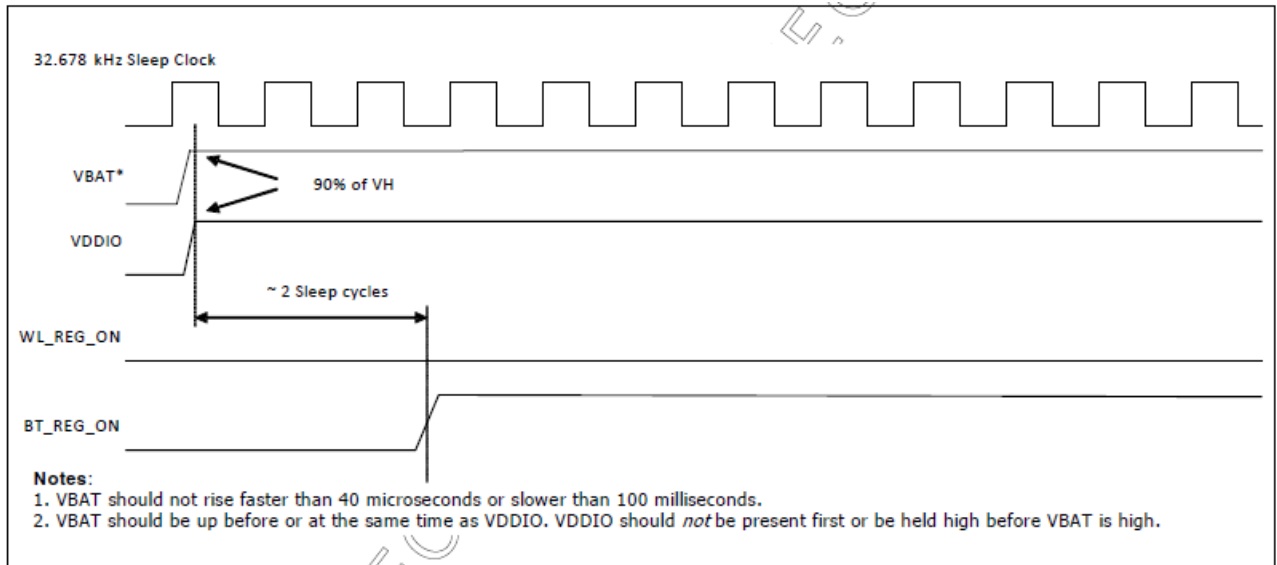 32.678 kHz Sleep Clock
VBAT*
90% of VH
VDDIO
~ 2 Sleep cycles
WL_REG_ON
BT_REG_ON
Notes:
1. VBAT should not rise faster than 40 microseconds or slower than 100 milliseconds.
2. VBAT should be up before or at the same time as VDDIO. VDDIO should not be present first or be held high before VBAT is high.